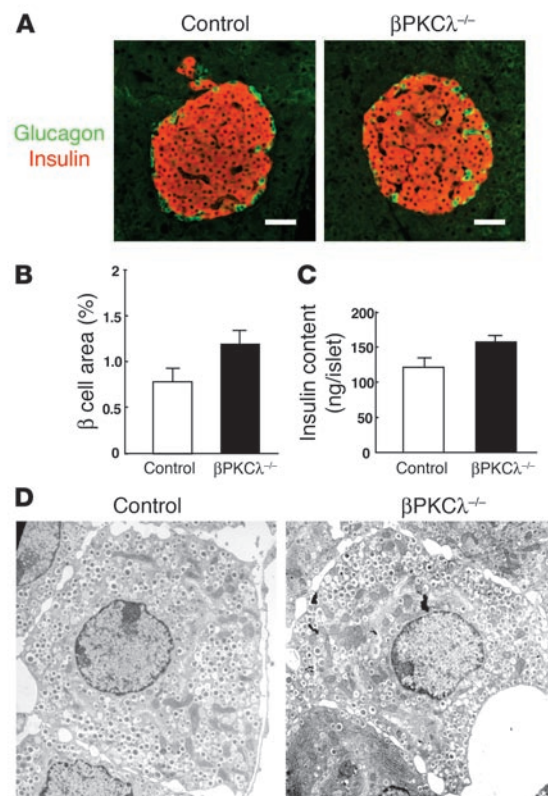 A
Control
βPKCλ−/−
Glucagon
Insulin
B
β cell area (%)
2
1.5
1.0
0.5
0
Control
βPKCλ−/−
C
Insulin content
(ng/islet)
200
150
100
50
0
Control
βPKCλ−/−
D
Control
βPKCλ−/−